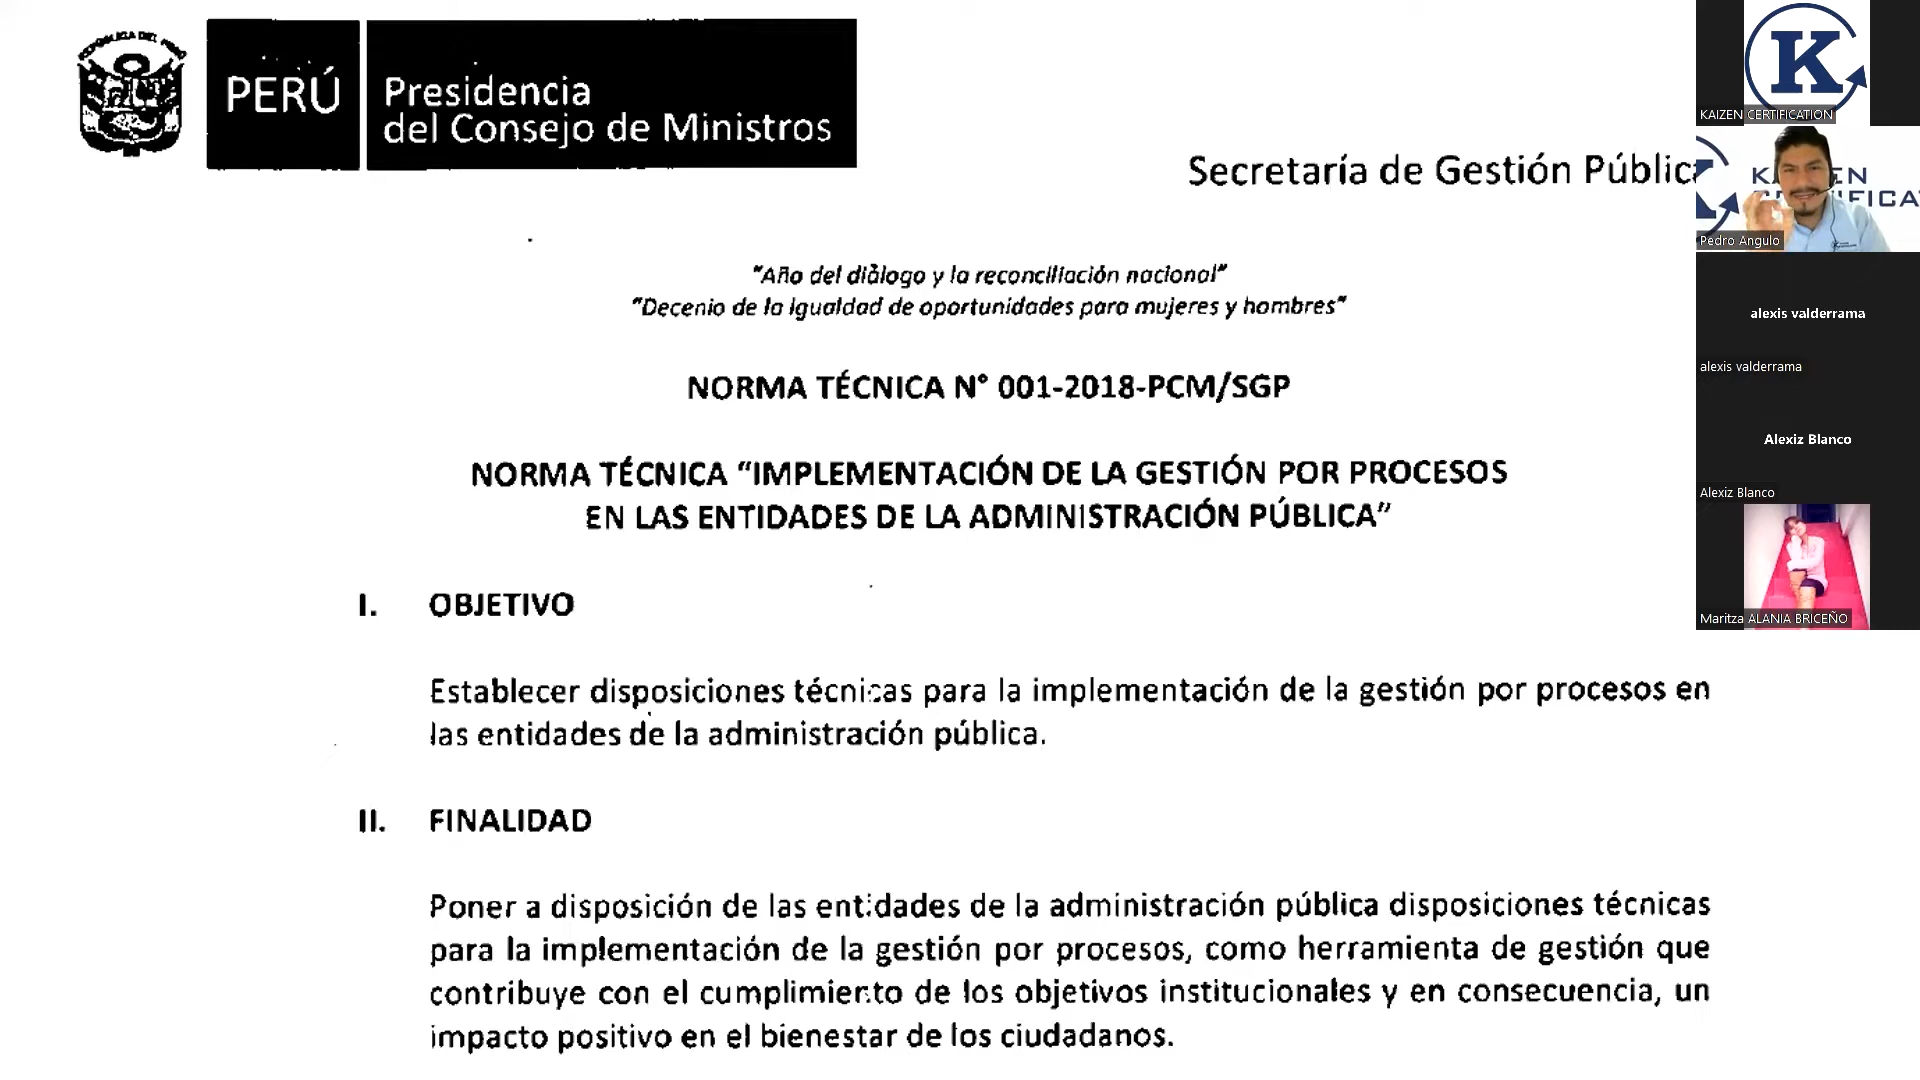 REPÚBLICA DEL PERÚ
PERÚ
Presidencia
del Consejo de Ministros
Secretaría de Gestión Pública
"Año del diálogo y la reconciliación nacional"
"Decenio de la igualdad de oportunidades para mujeres y hombres"
NORMA TÉCNICA N° 001-2018-PCM/SGP
NORMA TÉCNICA "IMPLEMENTACIÓN DE LA GESTIÓN POR PROCESOS
EN LAS ENTIDADES DE LA ADMINISTRACIÓN PÚBLICA"
I. OBJETIVO
Establecer disposiciones técnicas para la implementación de la gestión por procesos en
las entidades de la administración pública.
II. FINALIDAD
Poner a disposición de las entidades de la administración pública disposiciones técnicas
para la implementación de la gestión por procesos, como herramienta de gestión que
contribuye con el cumplimiento de los objetivos institucionales y en consecuencia, un
impacto positivo en el bienestar de los ciudadanos.
K
KAIZEN CERTIFICATION
Pedro Angulo
alexis valderrama
alexis valderrama
Alexiz Blanco
Alexiz Blanco
Maritza ALANIA BRICEÑO